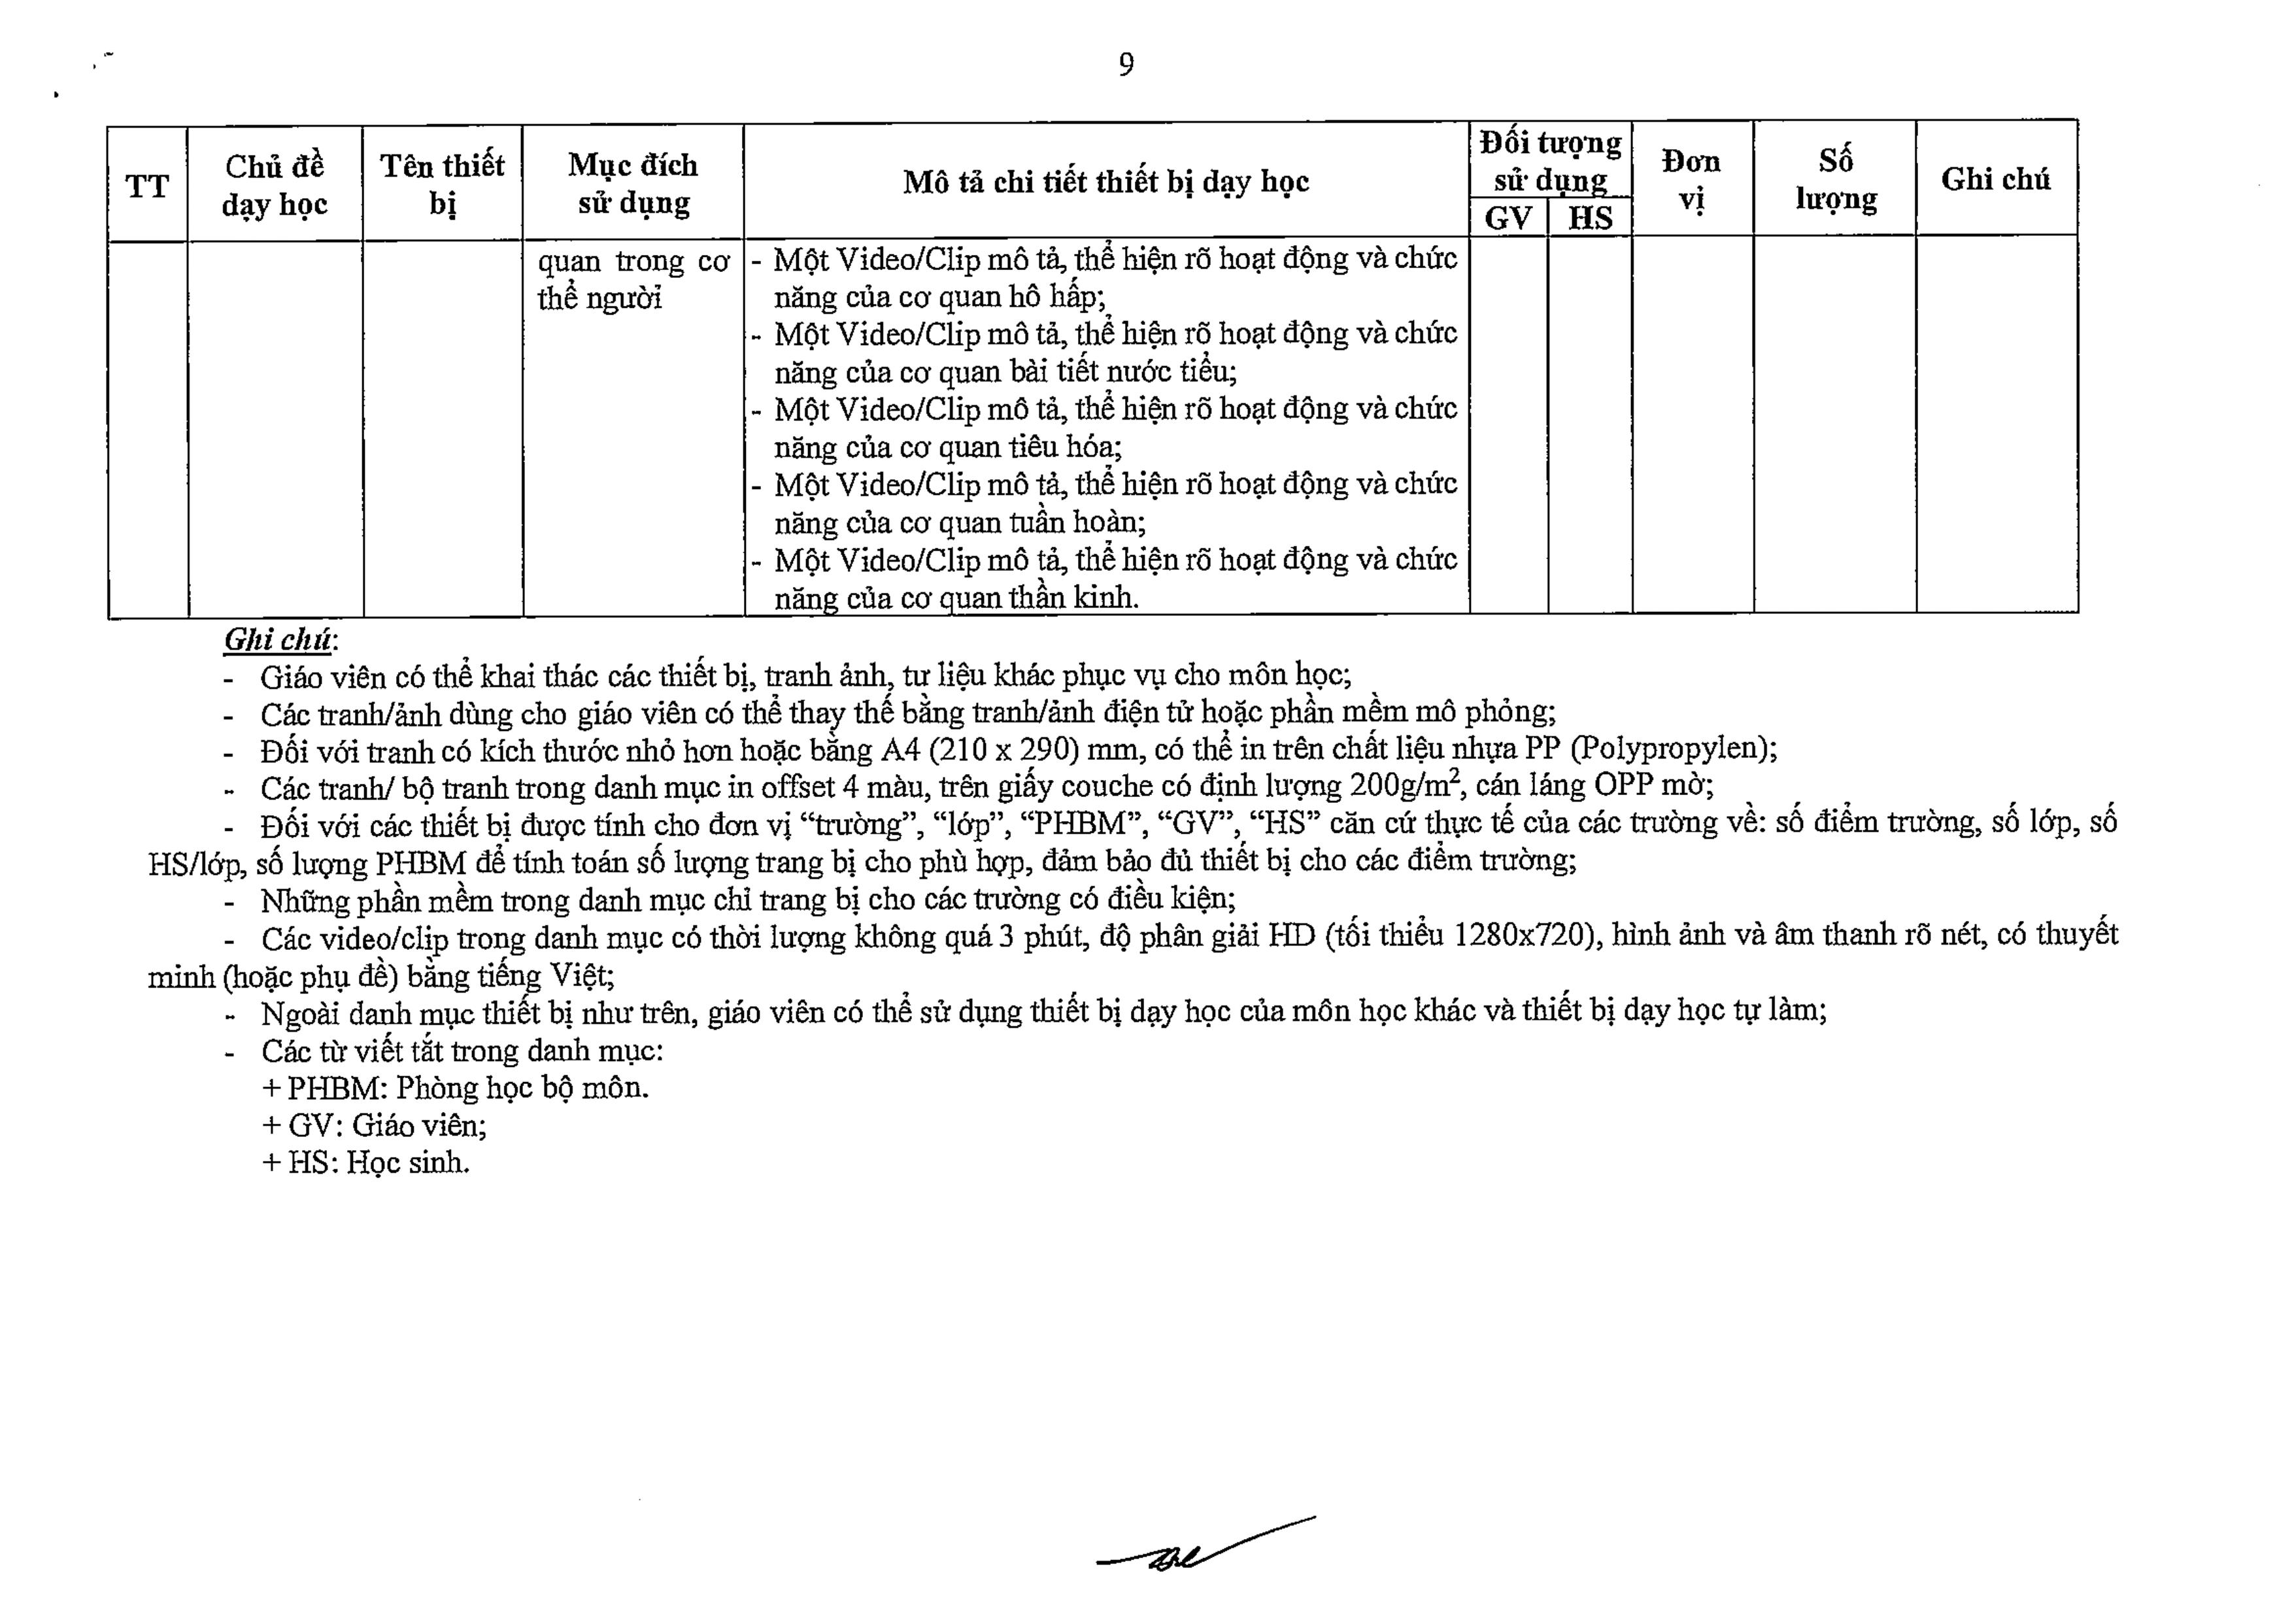 9
TT
Chủ đề
dạy học
Tên thiết
bị
Mục đích
sử dụng
Mô tả chi tiết thiết bị dạy học
Đối tượng
sử dụng
GV
HS
Đơn
vị
Số
lượng
Ghi chú
quan trong cơ
thể người
- Một Video/Clip mô tả, thể hiện rõ hoạt động và chức
năng của cơ quan hô hấp;
- Một Video/Clip mô tả, thể hiện rõ hoạt động và chức
năng của cơ quan bài tiết nước tiểu;
- Một Video/Clip mô tả, thể hiện rõ hoạt động và chức
năng của cơ quan tiêu hóa;
- Một Video/Clip mô tả, thể hiện rõ hoạt động và chức
năng của cơ quan tuần hoàn;
- Một Video/Clip mô tả, thể hiện rõ hoạt động và chức
năng của cơ quan thần kinh.
Ghi chú:
- Giáo viên có thể khai thác các thiết bị, tranh ảnh, tư liệu khác phục vụ cho môn học;
- Các tranh/ảnh dùng cho giáo viên có thể thay thế bằng tranh/ảnh điện tử hoặc phần mềm mô phỏng;
- Đối với tranh có kích thước nhỏ hơn hoặc bằng A4 (210 x 290) mm, có thể in trên chất liệu nhựa PP (Polypropylen);
- Các tranh/ bộ tranh trong danh mục in offset 4 màu, trên giấy couche có định lượng 200g/m², cán láng OPP mờ;
- Đối với các thiết bị được tính cho đơn vị “trường”, “lớp”, “PHBM”, “GV”, “HS” căn cứ thực tế của các trường về: số điểm trường, số lớp, số
HS/lớp, số lượng PHBM để tính toán số lượng trang bị cho phù hợp, đảm bảo đủ thiết bị cho các điểm trường;
- Những phần mềm trong danh mục chỉ trang bị cho các trường có điều kiện;
- Các video/clip trong danh mục có thời lượng không quá 3 phút, độ phân giải HD (tối thiểu 1280x720), hình ảnh và âm thanh rõ nét, có thuyết
minh (hoặc phụ đề) bằng tiếng Việt;
- Ngoài danh mục thiết bị như trên, giáo viên có thể sử dụng thiết bị dạy học của môn học khác và thiết bị dạy học tự làm;
- Các từ viết tắt trong danh mục:
+ PHBM: Phòng học bộ môn.
+ GV: Giáo viên;
+ HS: Học sinh.